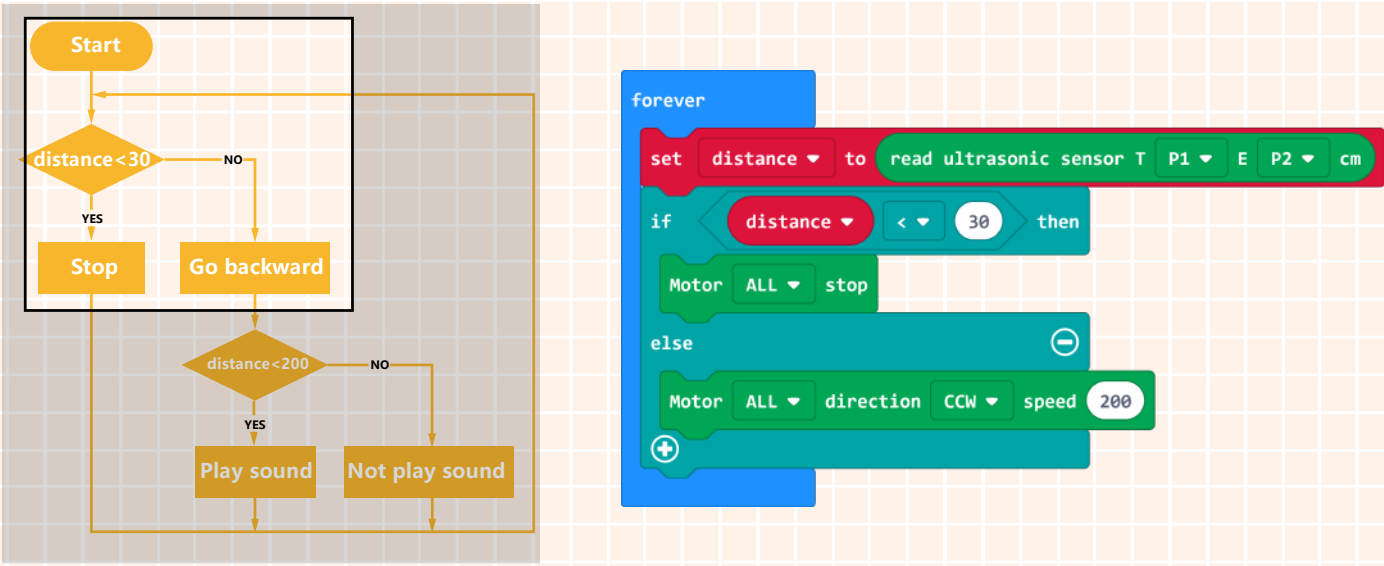 Start
distance<30
NO
YES
Stop
Go backward
distance<200
NO
YES
Play sound
Not play sound
forever
set distance to read ultrasonic sensor T P1 E P2 cm
if distance < 30 then
Motor ALL stop
else
Motor ALL direction CCW speed 200